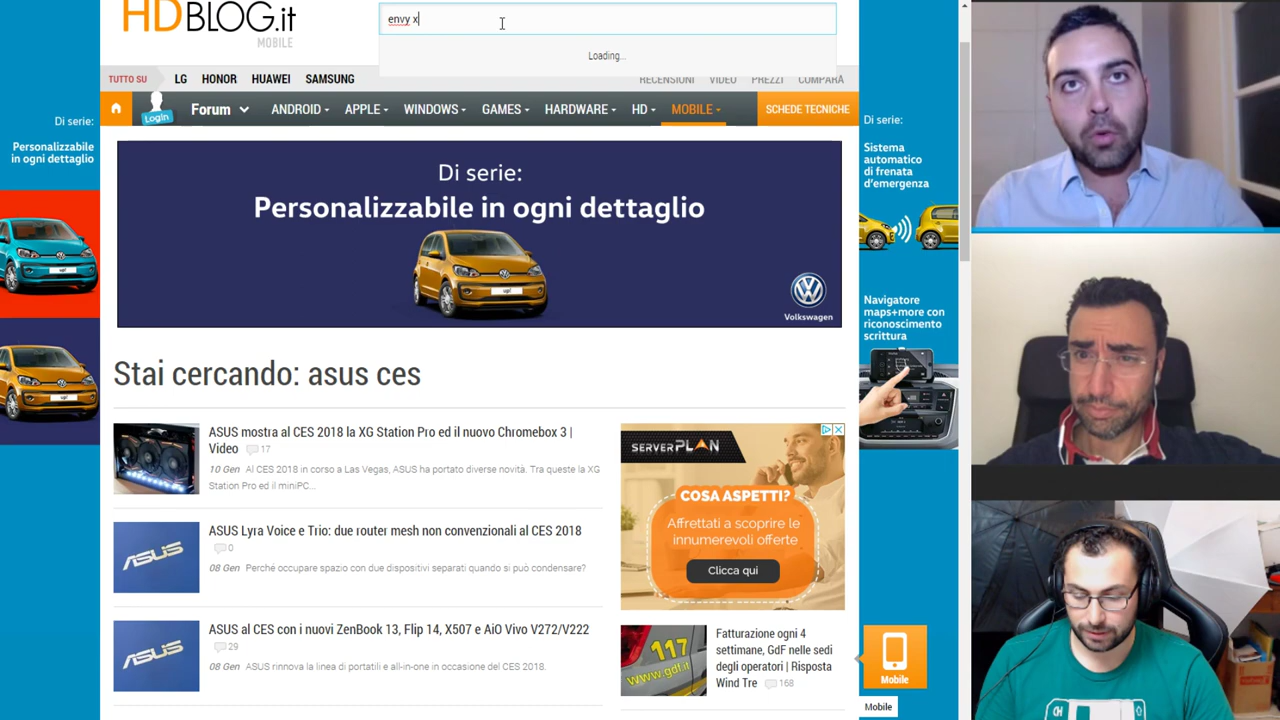 HDBLOG.it
MOBILE
envy x
Loading...
TUTTO SU
LG
HONOR
HUAWEI
SAMSUNG
RECENSIONI
VIDEO
PREZZI
COMPARA
Login
Forum
ANDROID
APPLE
WINDOWS
GAMES
HARDWARE
HD
MOBILE
SCHEDE TECNICHE
Di serie:
Personalizzabile
in ogni dettaglio
Di serie:
Personalizzabile in ogni dettaglio
up!
Volkswagen
Di serie:
Sistema
automatico
di frenata
d'emergenza
Navigatore
maps+more con
riconoscimento
scrittura
Stai cercando: asus ces
ASUS mostra al CES 2018 la XG Station Pro ed il nuovo Chromebox 3 |
Video 17
10 Gen Al CES 2018 in corso a Las Vegas, ASUS ha portato diverse novità. Tra queste la XG
Station Pro ed il miniPC...
ASUS
ASUS Lyra Voice e Trio: due router mesh non convenzionali al CES 2018
0
08 Gen Perché occupare spazio con due dispositivi separati quando si può condensare?
ASUS
ASUS al CES con i nuovi ZenBook 13, Flip 14, X507 e AiO Vivo V272/V222
29
08 Gen ASUS rinnova la linea di portatili e all-in-one in occasione del CES 2018.
SERVERPLAN
COSA ASPETTI?
Affrettati a scoprire le
innumerevoli offerte
Clicca qui
117
www.gdf.it
Fatturazione ogni 4
settimane, GdF nelle sedi
degli operatori | Risposta
Wind Tre 168
Mobile
Mobile